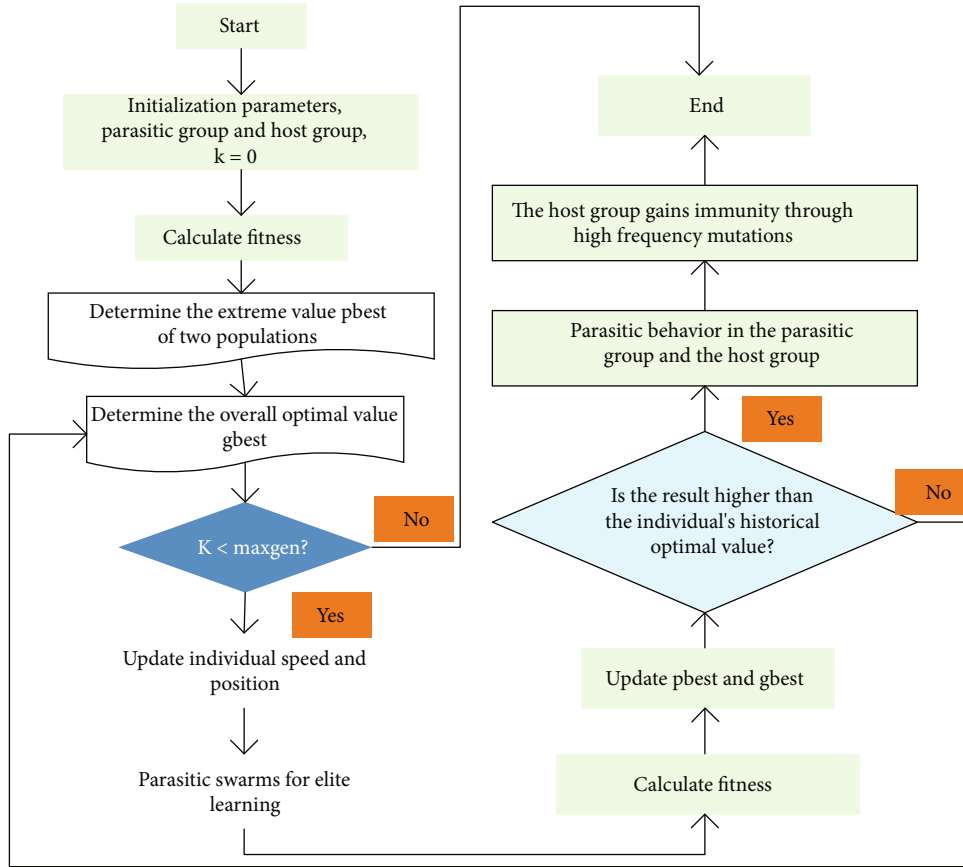 Start
Initialization parameters,
parasitic group and host group,
k = 0
Calculate fitness
Determine the extreme value pbest
of two populations
Determine the overall optimal value
gbest
K < maxgen?
No
Yes
Update individual speed and
position
Parasitic swarms for elite
learning
End
The host group gains immunity through
high frequency mutations
Parasitic behavior in the parasitic
group and the host group
Yes
Is the result higher than
the individual's historical
optimal value?
No
Update pbest and gbest
Calculate fitness